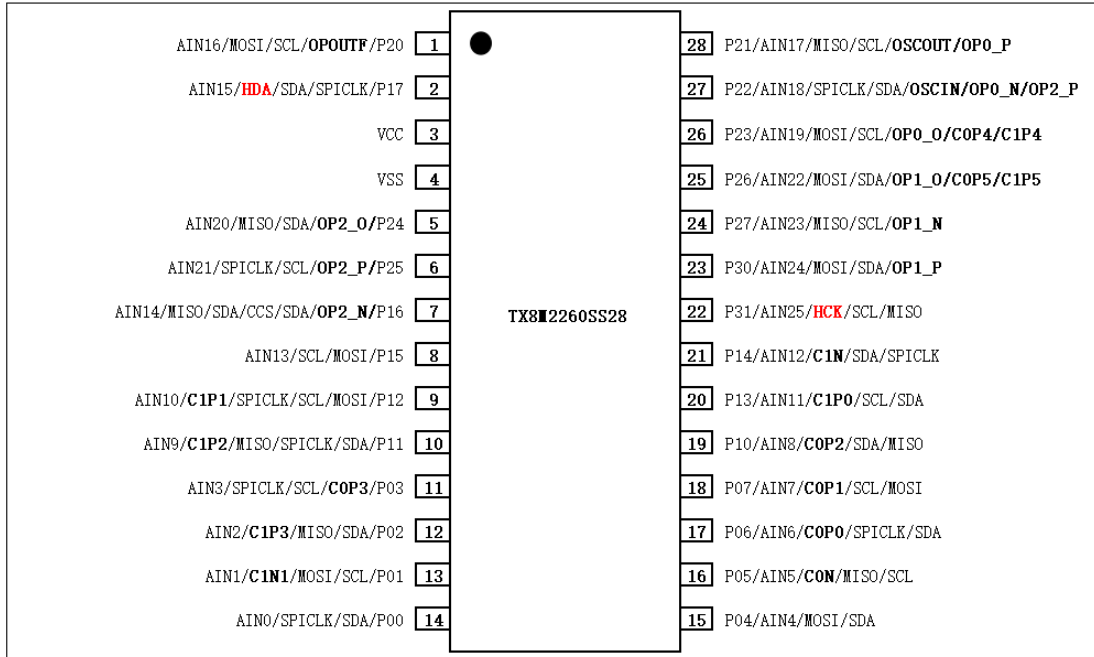 AIN16/MOSI/SCL/OPOUTF/P20 1 28 P21/AIN17/MISO/SCL/OSCOUT/OP0_P
AIN15/HDA/SDA/SPICLK/P17 2 27 P22/AIN18/SPICLK/SDA/OSCIN/OP0_N/OP2_P
VCC 3 26 P23/AIN19/MOSI/SCL/OP0_O/C0P4/C1P4
VSS 4 25 P26/AIN22/MOSI/SDA/OP1_O/C0P5/C1P5
AIN20/MISO/SDA/OP2_O/P24 5 24 P27/AIN23/MISO/SCL/OP1_N
AIN21/SPICLK/SCL/OP2_P/P25 6 23 P30/AIN24/MOSI/SDA/OP1_P
AIN14/MISO/SDA/CCS/SDA/OP2_N/P16 7 TX8M2260SS28 22 P31/AIN25/HCK/SCL/MISO
AIN13/SCL/MOSI/P15 8 21 P14/AIN12/C1N/SDA/SPICLK
AIN10/C1P1/SPICLK/SCL/MOSI/P12 9 20 P13/AIN11/C1P0/SCL/SDA
AIN9/C1P2/MISO/SPICLK/SDA/P11 10 19 P10/AIN8/C0P2/SDA/MISO
AIN3/SPICLK/SCL/C0P3/P03 11 18 P07/AIN7/C0P1/SCL/MOSI
AIN2/C1P3/MISO/SDA/P02 12 17 P06/AIN6/C0P0/SPICLK/SDA
AIN1/C1N1/MOSI/SCL/P01 13 16 P05/AIN5/C0N/MISO/SCL
AIN0/SPICLK/SDA/P00 14 15 P04/AIN4/MOSI/SDA